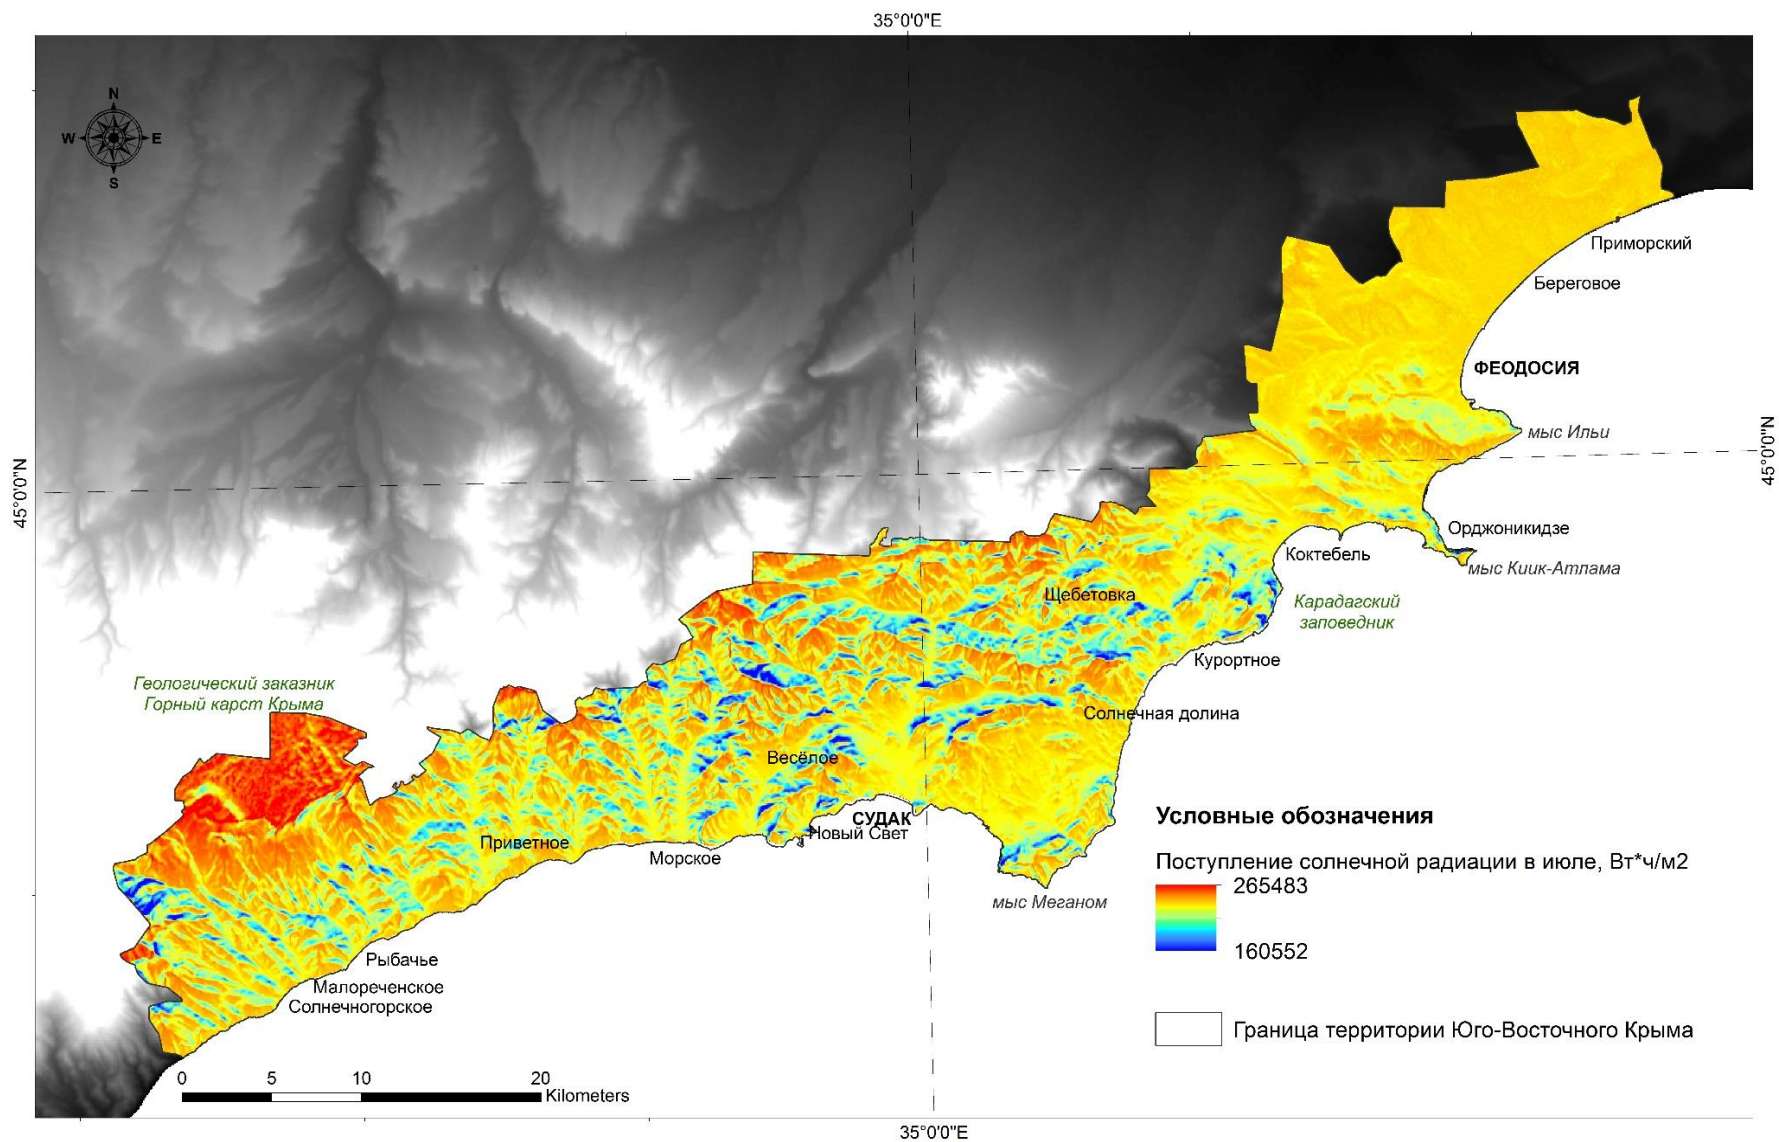 35°0'0"E
N
W E
S
Приморский
Береговое
ФЕОДОСИЯ
мыс Ильи
45°0'0"N
45°0'0"N
Орджоникидзе
Коктебель
мыс Киик-Атлама
Щебетовка
Карадагский
заповедник
Курортное
Геологический заказник
Горный карст Крыма
Солнечная долина
Весёлое
СУДАК
Новый Свет
Приветное
Морское
мыс Меганом
Рыбачье
Малореченское
Солнечногорское
Условные обозначения
Поступление солнечной радиации в июле, Вт*ч/м2
265483
160552
Граница территории Юго-Восточного Крыма
0 5 10 20
Kilometers
35°0'0"E